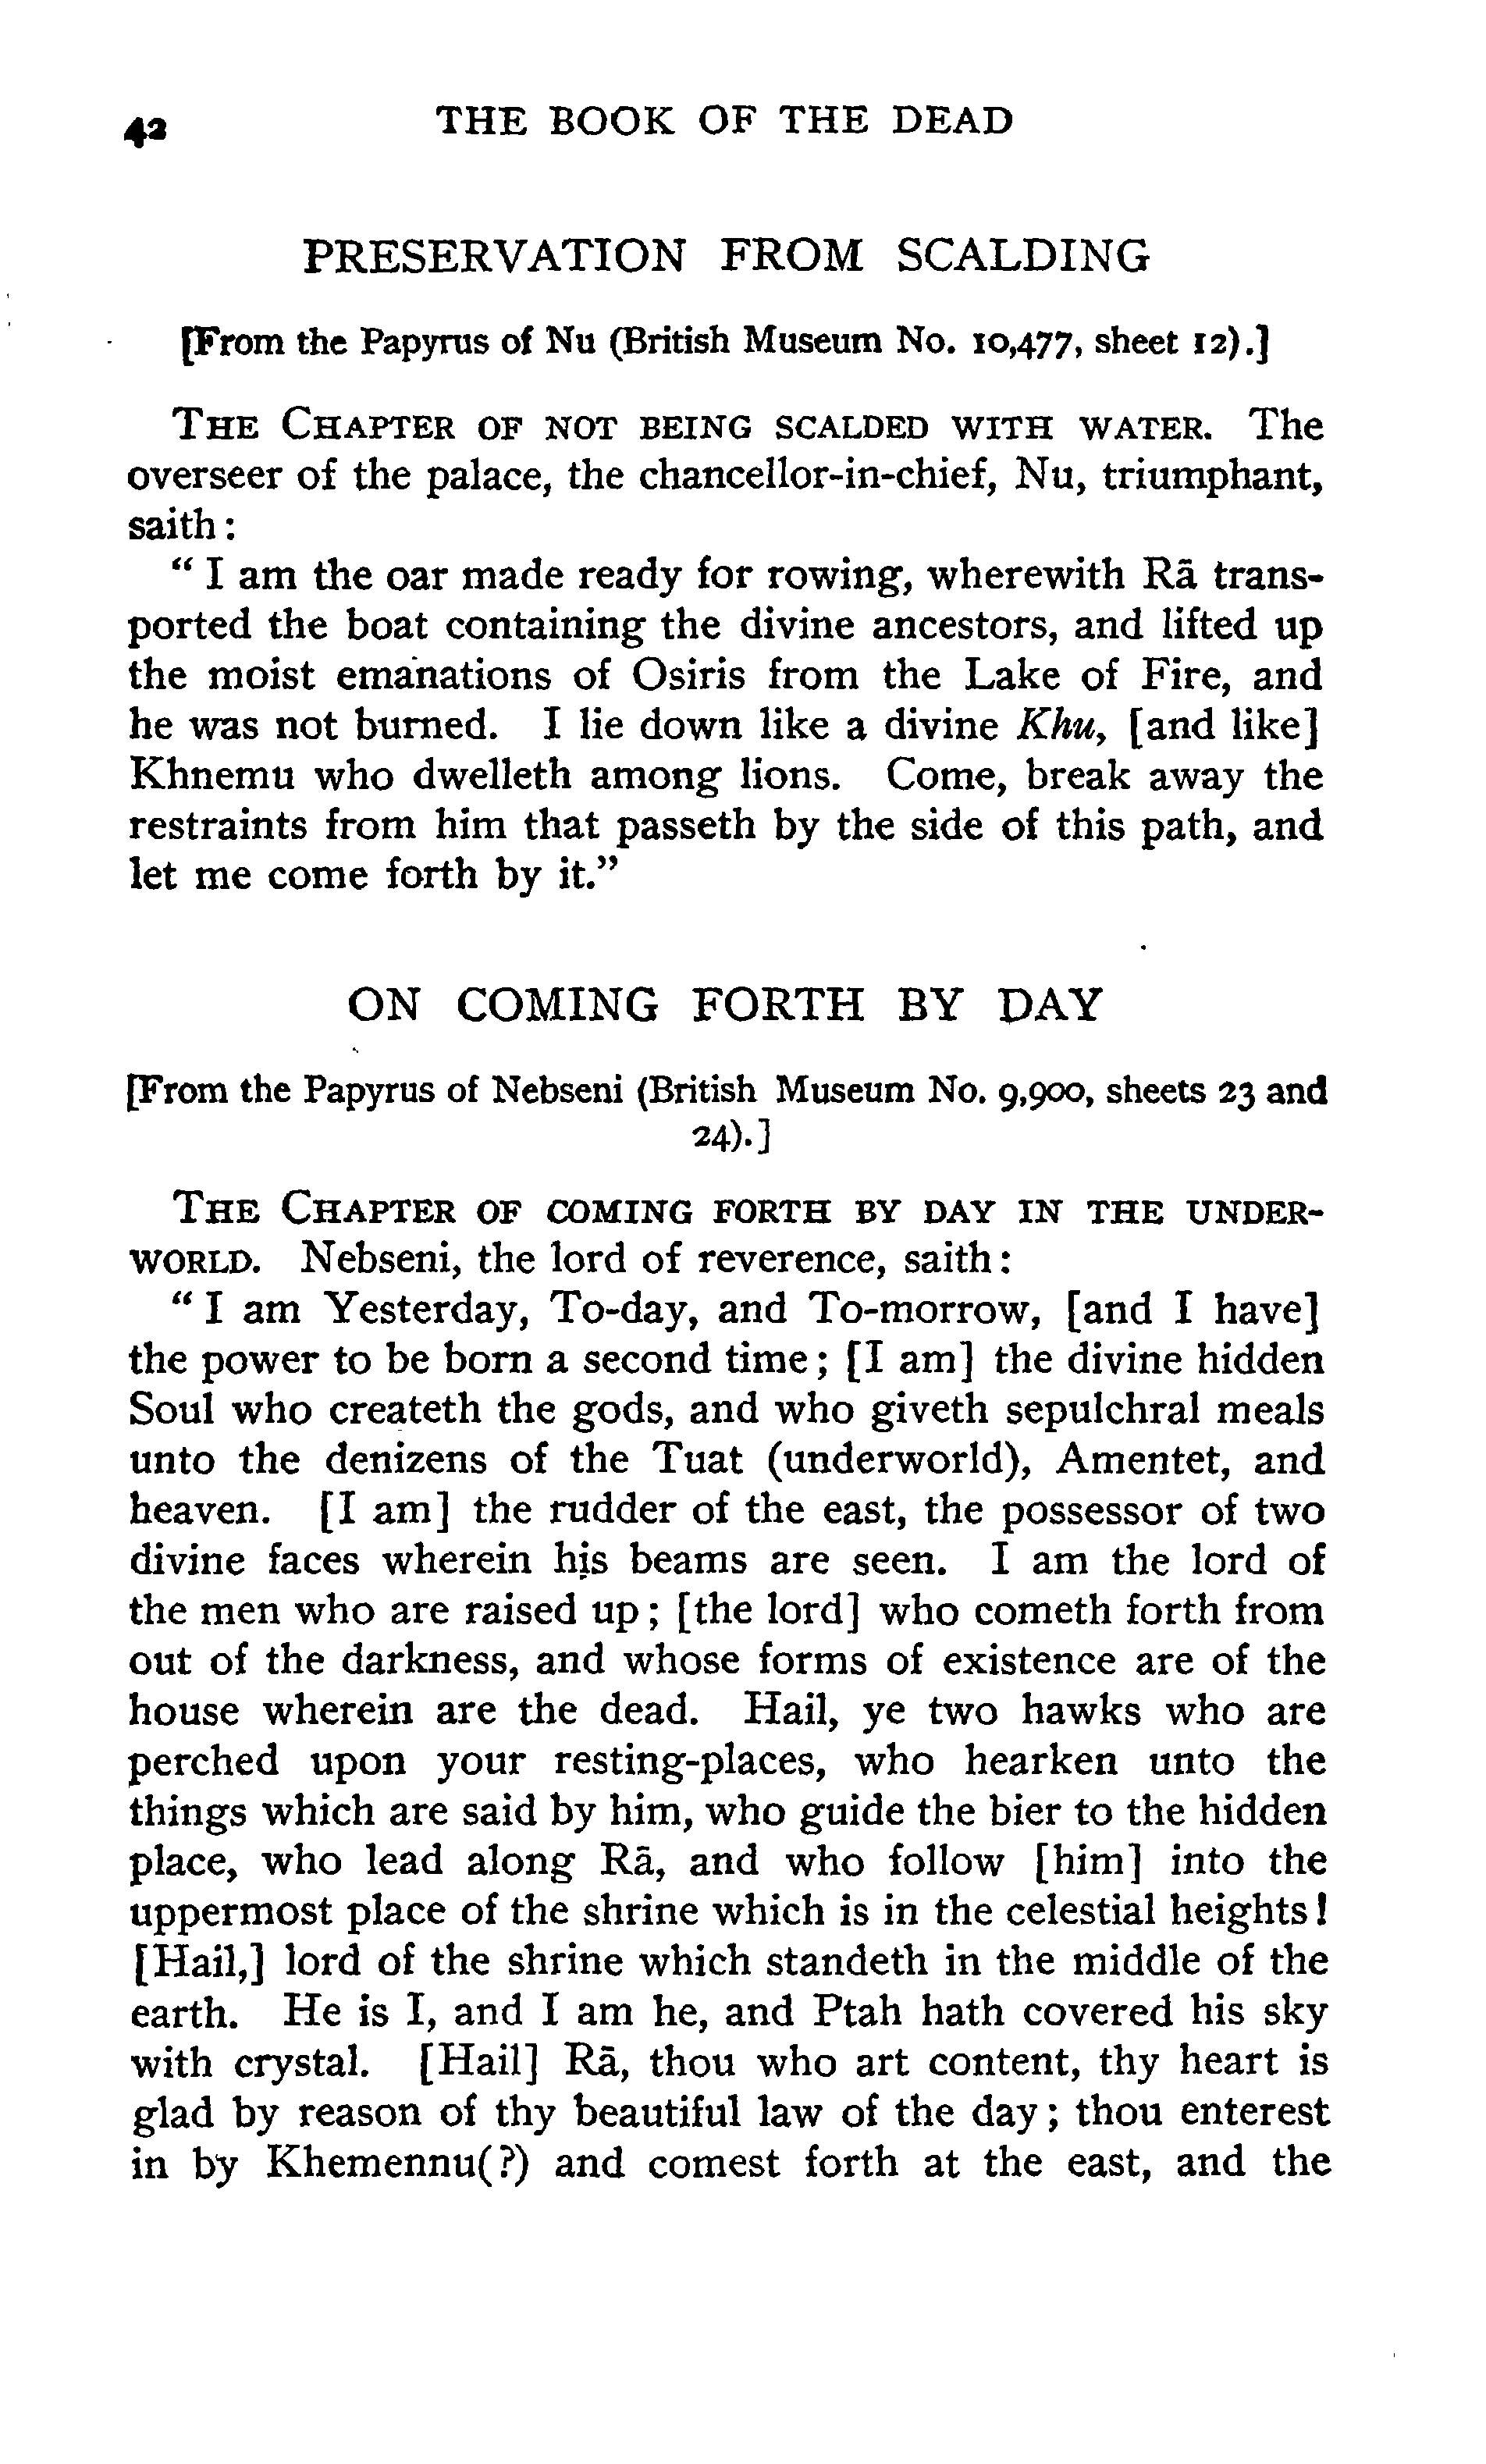 42 THE BOOK OF THE DEAD
PRESERVATION FROM SCALDING
[From the Papyrus of Nu (British Museum No. 10,477, sheet 12).]
THE CHAPTER OF NOT BEING SCALDED WITH WATER. The
overseer of the palace, the chancellor-in-chief, Nu, triumphant,
saith:
"I am the oar made ready for rowing, wherewith Rā trans-
ported the boat containing the divine ancestors, and lifted up
the moist emanations of Osiris from the Lake of Fire, and
he was not burned. I lie down like a divine Khu, [and like]
Khnemu who dwelleth among lions. Come, break away the
restraints from him that passeth by the side of this path, and
let me come forth by it."
ON COMING FORTH BY DAY
[From the Papyrus of Nebseni (British Museum No. 9,900, sheets 23 and
24).]
THE CHAPTER OF COMING FORTH BY DAY IN THE UNDER-
WORLD. Nebseni, the lord of reverence, saith:
"I am Yesterday, To-day, and To-morrow, [and I have]
the power to be born a second time; [I am] the divine hidden
Soul who createth the gods, and who giveth sepulchral meals
unto the denizens of the Tuat (underworld), Amentet, and
heaven. [I am] the rudder of the east, the possessor of two
divine faces wherein his beams are seen. I am the lord of
the men who are raised up; [the lord] who cometh forth from
out of the darkness, and whose forms of existence are of the
house wherein are the dead. Hail, ye two hawks who are
perched upon your resting-places, who hearken unto the
things which are said by him, who guide the bier to the hidden
place, who lead along Rā, and who follow [him] into the
uppermost place of the shrine which is in the celestial heights!
[Hail,] lord of the shrine which standeth in the middle of the
earth. He is I, and I am he, and Ptah hath covered his sky
with crystal. [Hail] Rā, thou who art content, thy heart is
glad by reason of thy beautiful law of the day; thou enterest
in by Khemennu(?) and comest forth at the east, and the